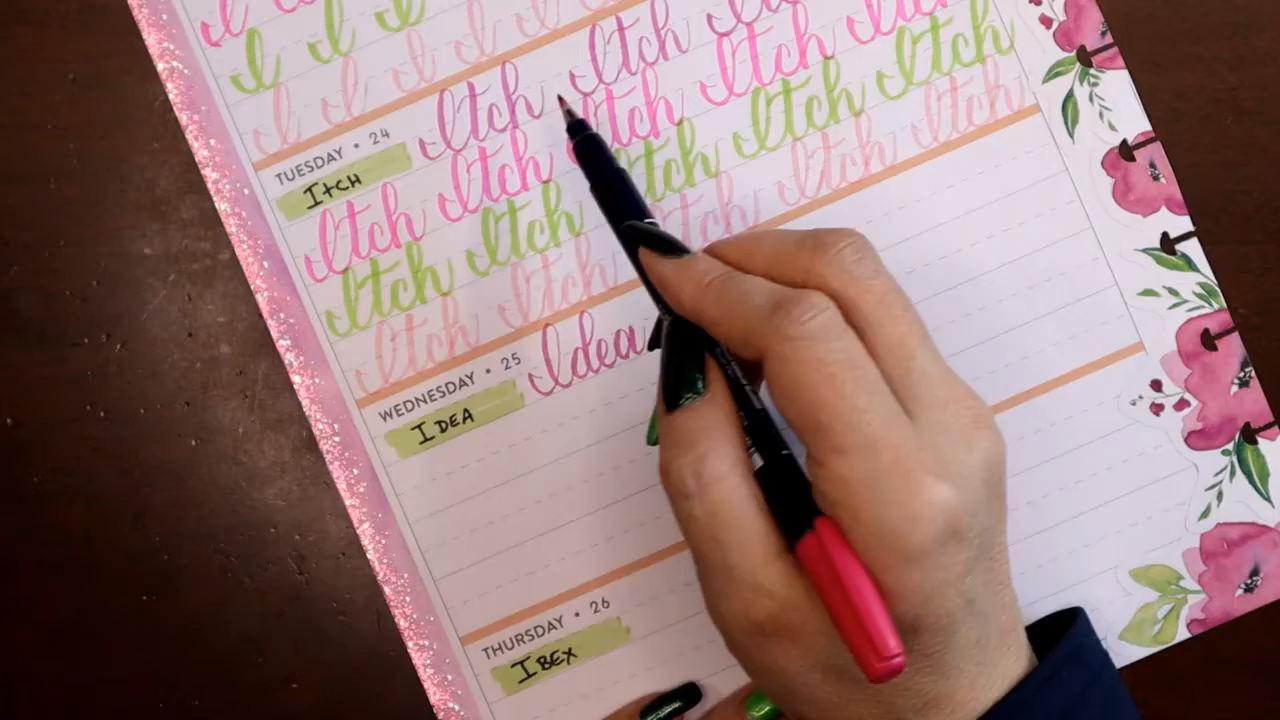 I I I
I I I I I
Itch Itch Itch
TUESDAY • 24
Itch Itch Itch Itch Itch
ITCH
Itch Itch Itch Itch Itch
Itch Itch Itch Itch Itch
WEDNESDAY • 25
Idea
IDEA
THURSDAY • 26
IBEX